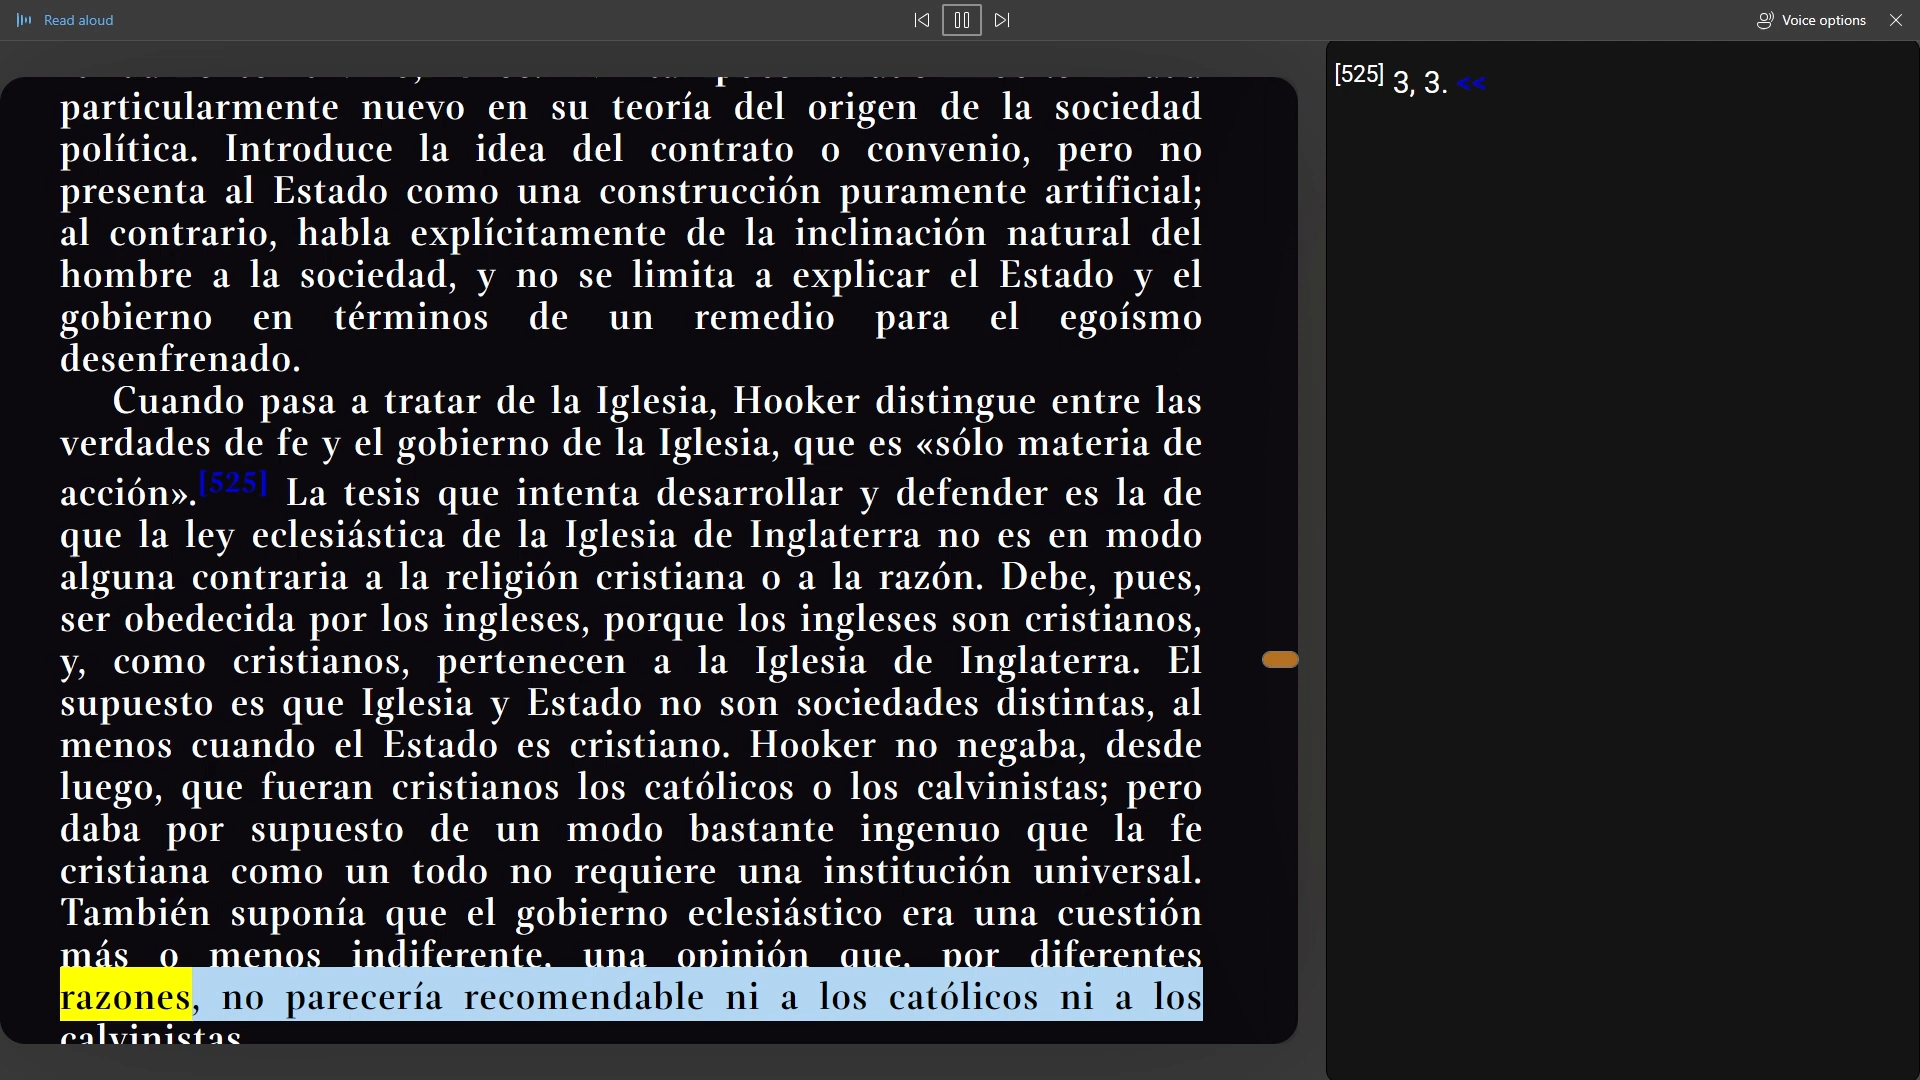 Read aloud
Voice options
particularmente nuevo en su teoría del origen de la sociedad
política. Introduce la idea del contrato o convenio, pero no
presenta al Estado como una construcción puramente artificial;
al contrario, habla explícitamente de la inclinación natural del
hombre a la sociedad, y no se limita a explicar el Estado y el
gobierno en términos de un remedio para el egoísmo
desenfrenado.
Cuando pasa a tratar de la Iglesia, Hooker distingue entre las
verdades de fe y el gobierno de la Iglesia, que es «sólo materia de
acción».[525] La tesis que intenta desarrollar y defender es la de
que la ley eclesiástica de la Iglesia de Inglaterra no es en modo
alguna contraria a la religión cristiana o a la razón. Debe, pues,
ser obedecida por los ingleses, porque los ingleses son cristianos,
y, como cristianos, pertenecen a la Iglesia de Inglaterra. El
supuesto es que Iglesia y Estado no son sociedades distintas, al
menos cuando el Estado es cristiano. Hooker no negaba, desde
luego, que fueran cristianos los católicos o los calvinistas; pero
daba por supuesto de un modo bastante ingenuo que la fe
cristiana como un todo no requiere una institución universal.
También suponía que el gobierno eclesiástico era una cuestión
más o menos indiferente, una opinión que, por diferentes
razones, no parecería recomendable ni a los católicos ni a los
calvinistas
[525] 3, 3. <<